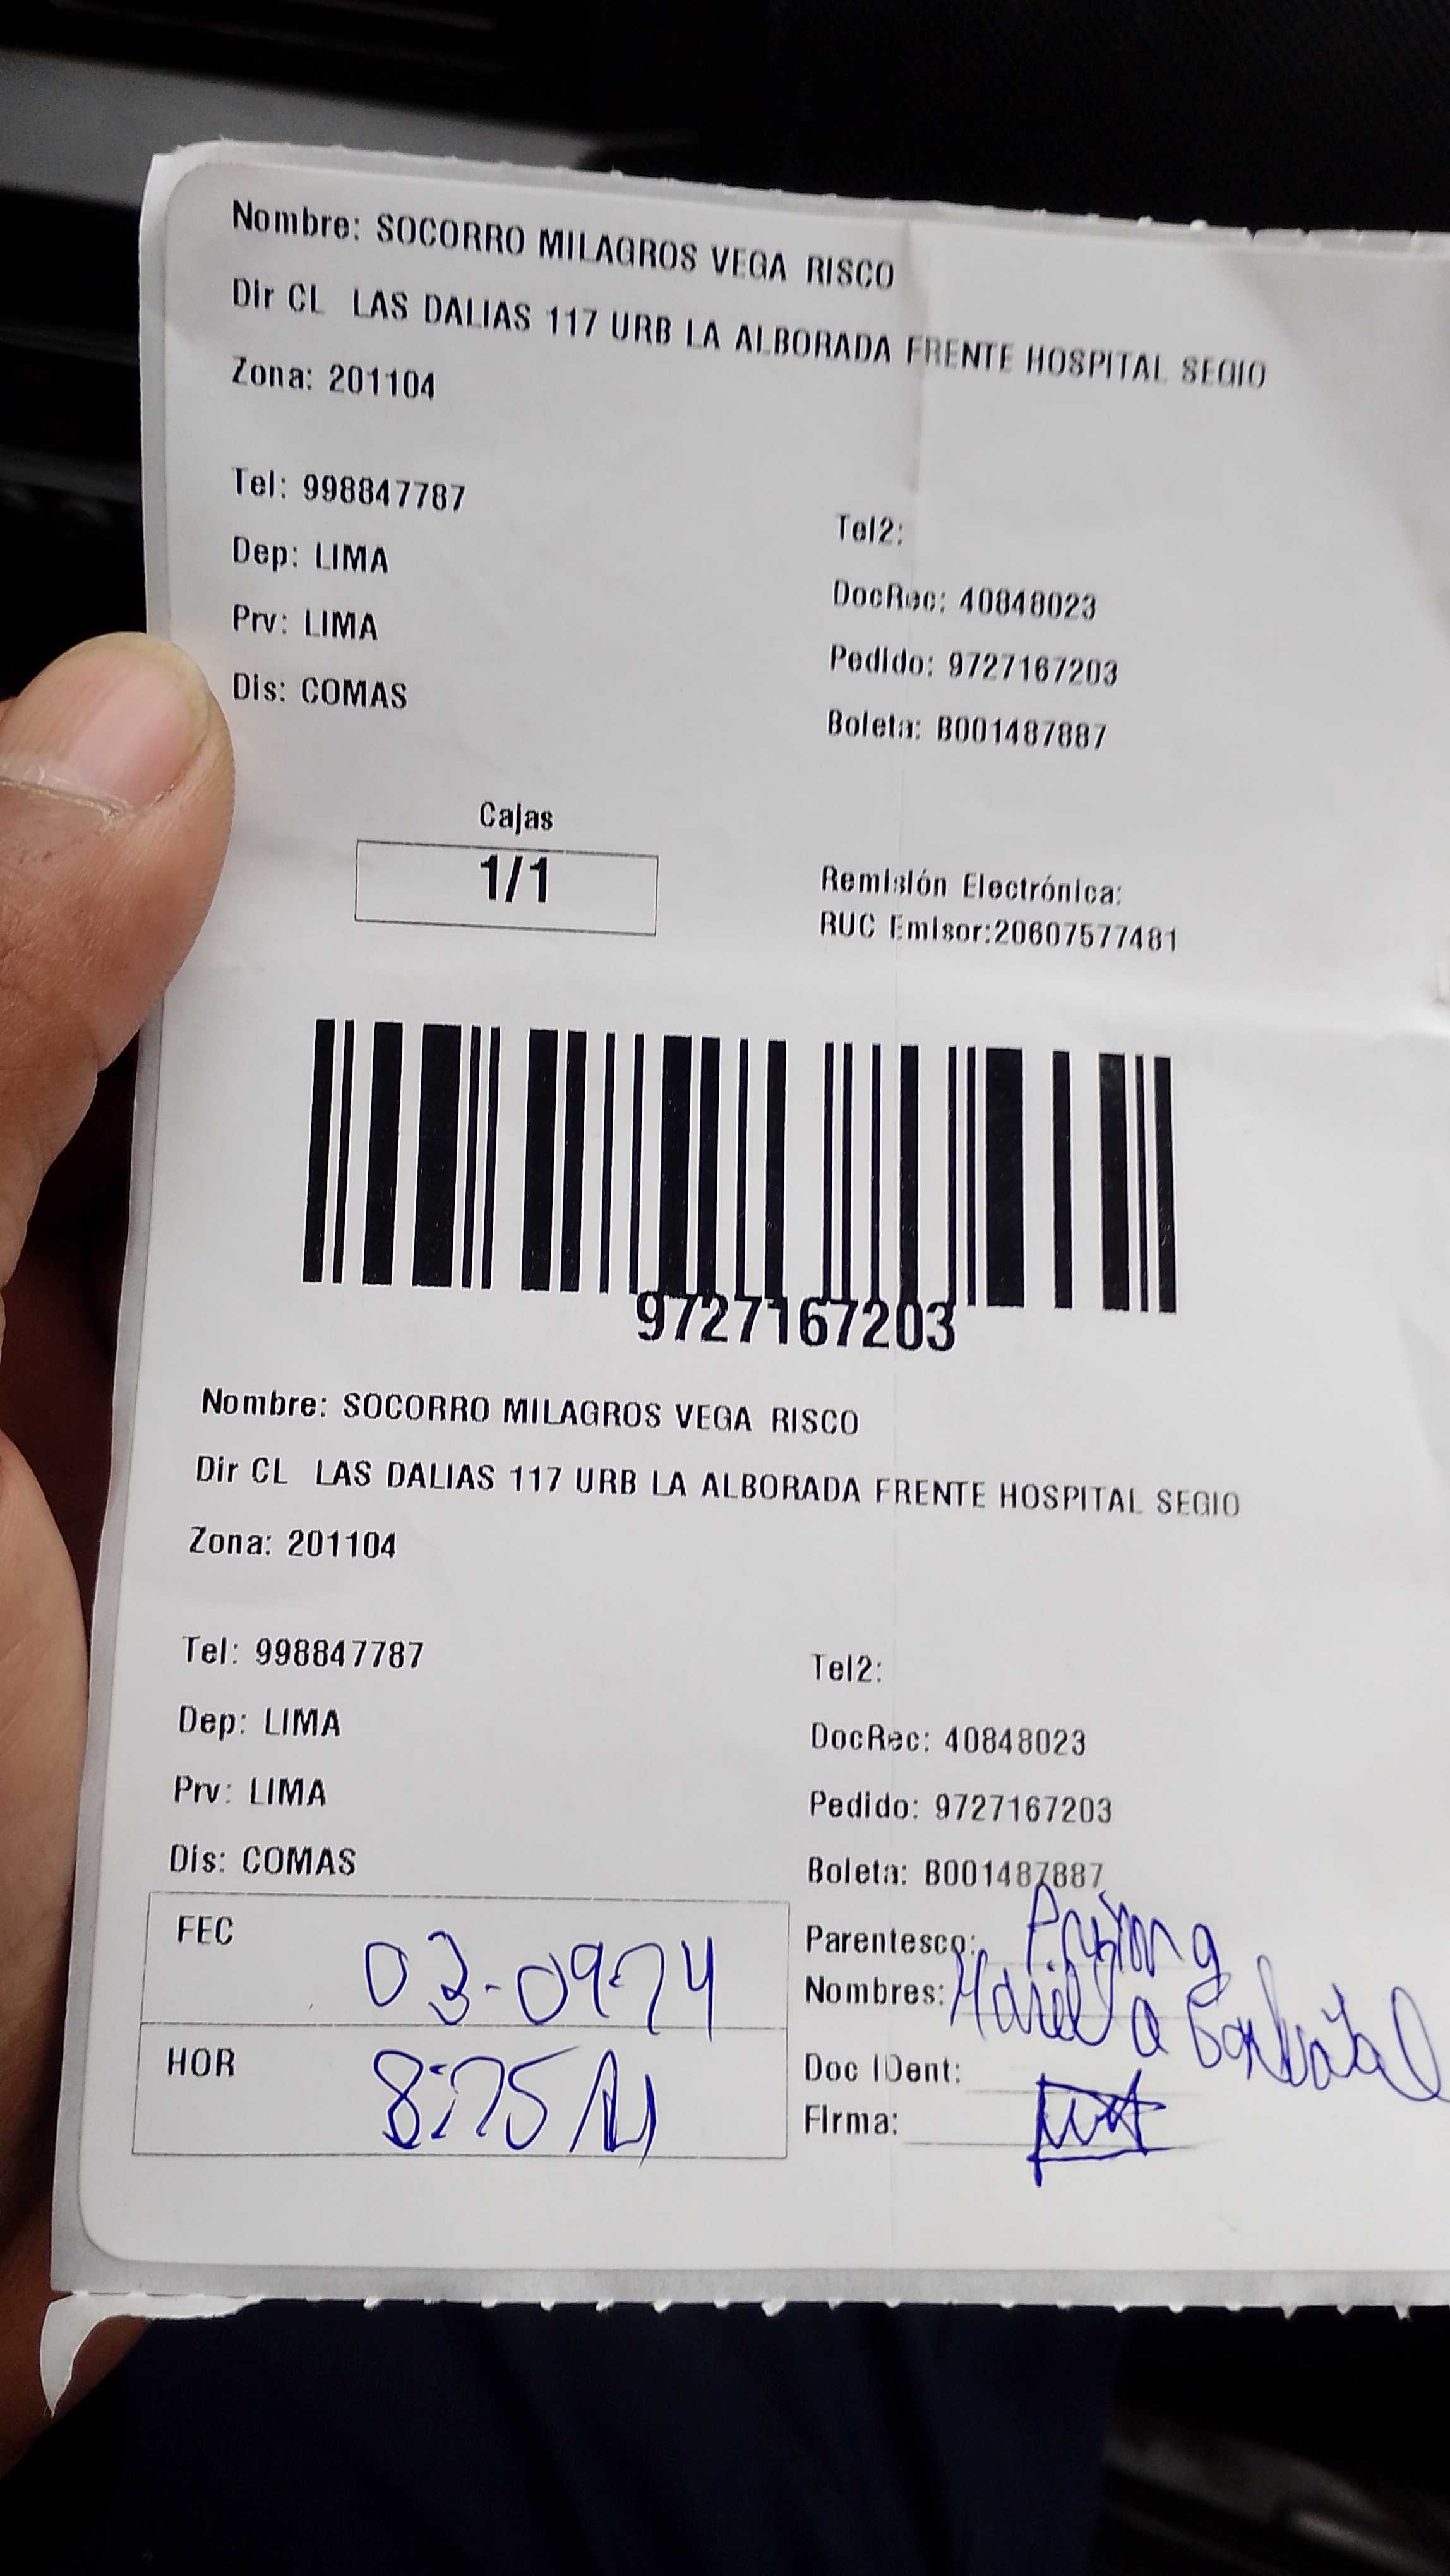 Nombre: SOCORRO MILAGROS VEGA RISCO
Dir CL LAS DALIAS 117 URB LA ALBORADA FRENTE HOSPITAL SEGIO
Zona: 201104
Tel: 998847787
Tel2:
Dep: LIMA
DocRec: 40848023
Prv: LIMA
Pedido: 9727167203
Dis: COMAS
Boleta: B001487887
Cajas
1/1
Remisión Electrónica:
RUC Emisor:20607577481
9727167203
Nombre: SOCORRO MILAGROS VEGA RISCO
Dir CL LAS DALIAS 117 URB LA ALBORADA FRENTE HOSPITAL SEGIO
Zona: 201104
Tel: 998847787
Tel2:
Dep: LIMA
DocRec: 40848023
Prv: LIMA
Pedido: 9727167203
Dis: COMAS
Boleta: B001487887
FEC 03-09-24
Parentesco:
Nombres:
HOR
Doc IDent:
Firma: